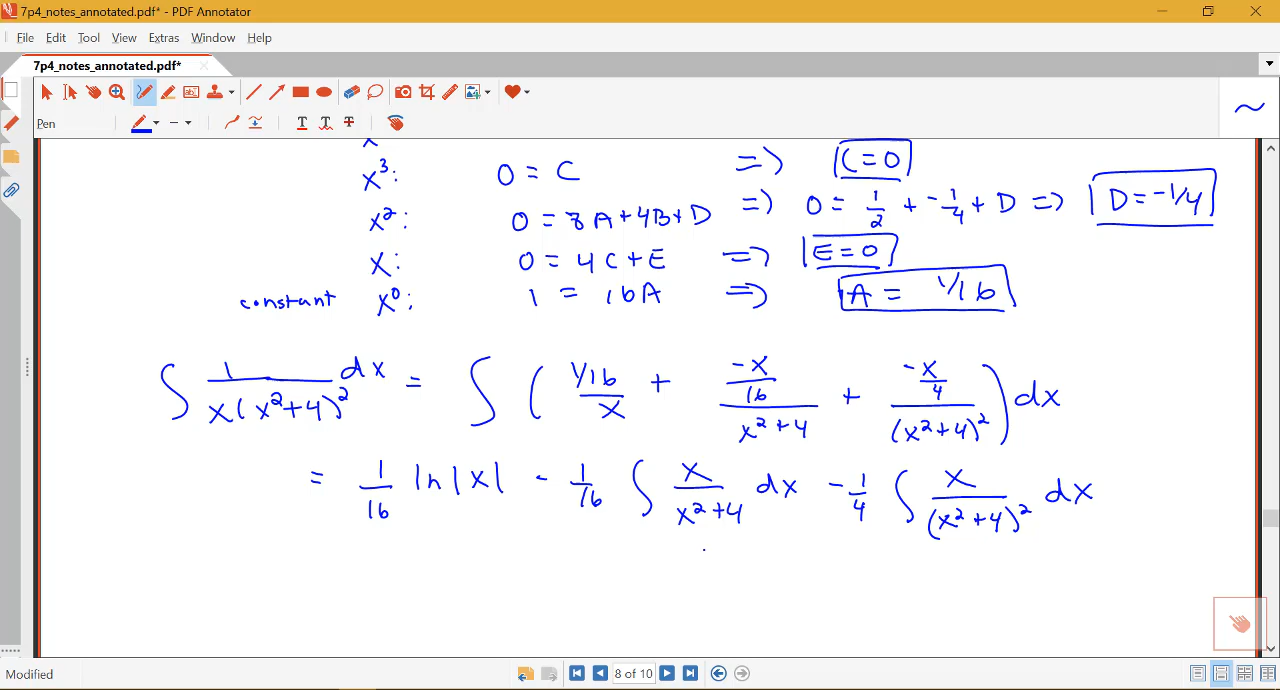 7p4_notes_annotated.pdf* - PDF Annotator
File Edit Tool View Extras Window Help
7p4_notes_annotated.pdf*
Pen
x³: 0 = C => C = 0
x²: 0 = 8A + 4B + D => 0 = 1/2 + -1/4 + D => D = -1/4
x: 0 = 4C + E => E = 0
constant x⁰: 1 = 16A => A = 1/16
∫ 1/(x(x²+4)²) dx = ∫ ( (1/16)/x + (-x/16)/(x²+4) + (-x/4)/(x²+4)² ) dx
= 1/16 ln|x| - 1/16 ∫ x/(x²+4) dx - 1/4 ∫ x/(x²+4)² dx
Modified
8 of 10